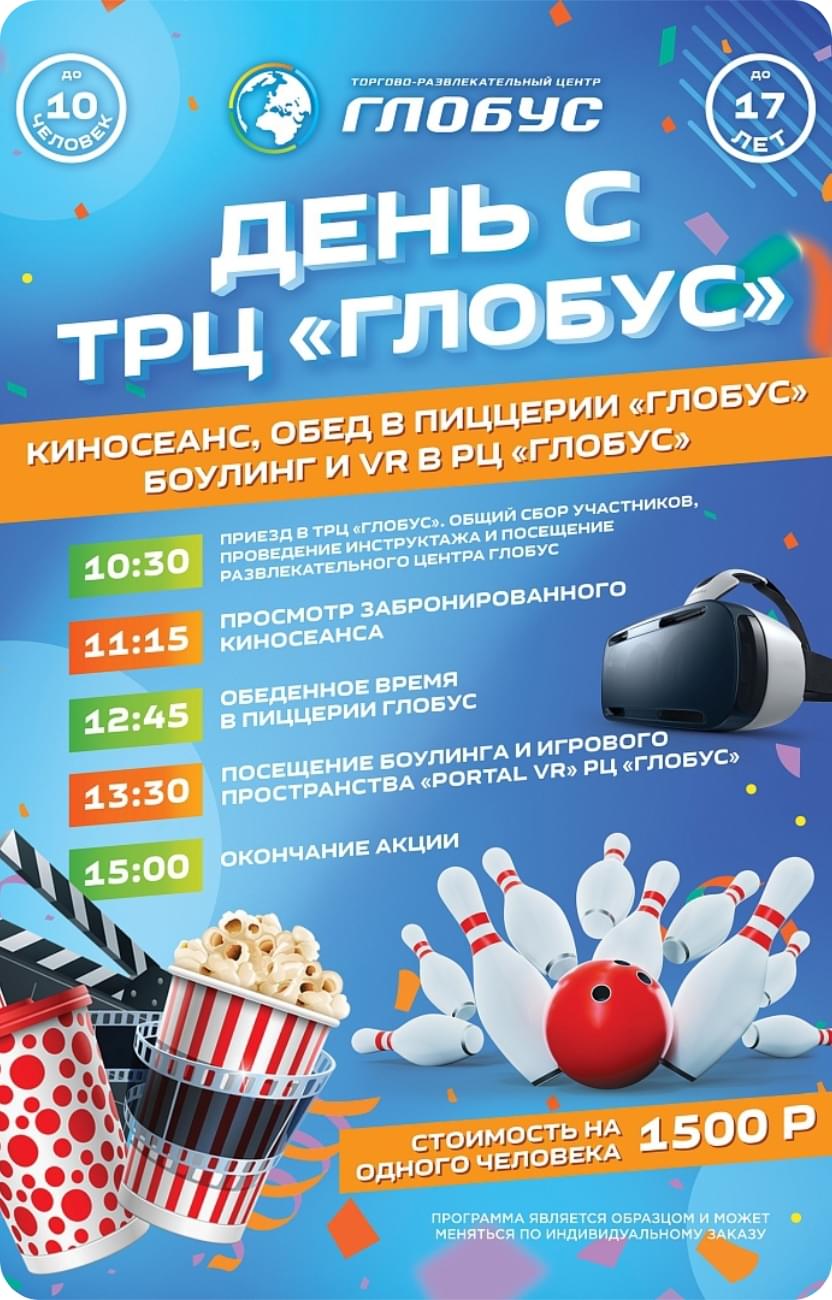 ДО
10
ЧЕЛОВЕК
ТОРГОВО-РАЗВЛЕКАТЕЛЬНЫЙ ЦЕНТР
ГЛОБУС
ДО
17
ЛЕТ
ДЕНЬ С
ТРЦ «ГЛОБУС»
КИНОСЕАНС, ОБЕД В ПИЦЦЕРИИ «ГЛОБУС»
БОУЛИНГ И VR В РЦ «ГЛОБУС»
10:30
ПРИЕЗД В ТРЦ «ГЛОБУС». ОБЩИЙ СБОР УЧАСТНИКОВ,
ПРОВЕДЕНИЕ ИНСТРУКТАЖА И ПОСЕЩЕНИЕ
РАЗВЛЕКАТЕЛЬНОГО ЦЕНТРА ГЛОБУС
11:15
ПРОСМОТР ЗАБРОНИРОВАННОГО
КИНОСЕАНСА
12:45
ОБЕДЕННОЕ ВРЕМЯ
В ПИЦЦЕРИИ ГЛОБУС
13:30
ПОСЕЩЕНИЕ БОУЛИНГА И ИГРОВОГО
ПРОСТРАНСТВА «PORTAL VR» РЦ «ГЛОБУС»
15:00
ОКОНЧАНИЕ АКЦИИ
СТОИМОСТЬ НА
ОДНОГО ЧЕЛОВЕКА
1500 Р
ПРОГРАММА ЯВЛЯЕТСЯ ОБРАЗЦОМ И МОЖЕТ
МЕНЯТЬСЯ ПО ИНДИВИДУАЛЬНОМУ ЗАКАЗУ